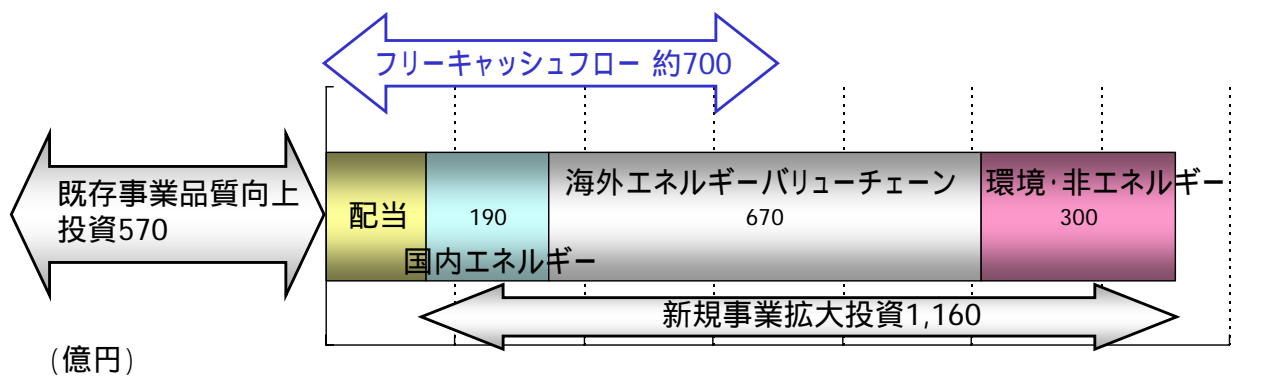 フリーキャッシュフロー 約700
既存事業品質向上
投資570
配当
190
国内エネルギー
海外エネルギーバリューチェーン
670
環境・非エネルギー
300
新規事業拡大投資1,160
(億円)